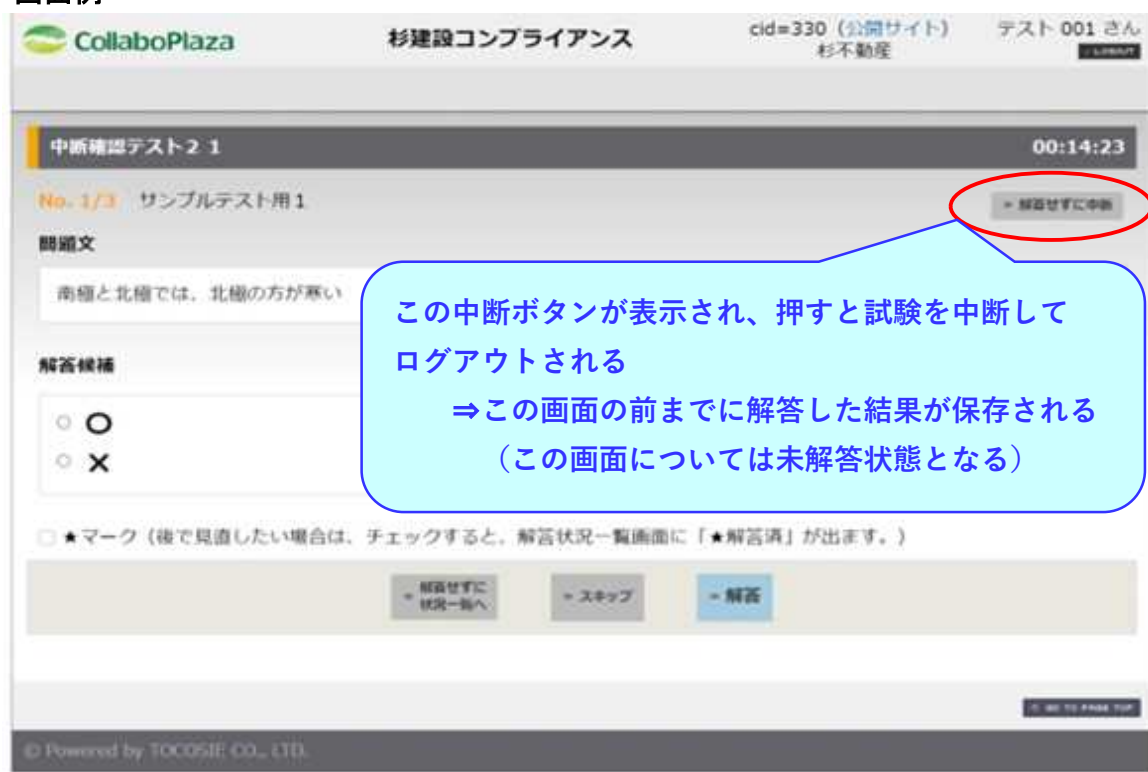 CollaboPlaza
杉建設コンプライアンス
cid=330（公開サイト）
杉不動産
テスト 001 さん
LOGOUT
中断確認テスト２１
00:14:23
No. 1/3 サンプルテスト用１
» 解答せずに中断
問題文
南極と北極では、北極の方が寒い
この中断ボタンが表示され、押すと試験を中断して
ログアウトされる
⇒この画面の前までに解答した結果が保存される
（この画面については未解答状態となる）
解答候補
○
×
★マーク（後で見直したい場合は、チェックすると、解答状況一覧画面に「★解答済」が出ます。）
» 解答せずに
状況一覧へ
» スキップ
» 解答
GO TO PAGE TOP
© Powered by TOCOSIE CO., LTD.